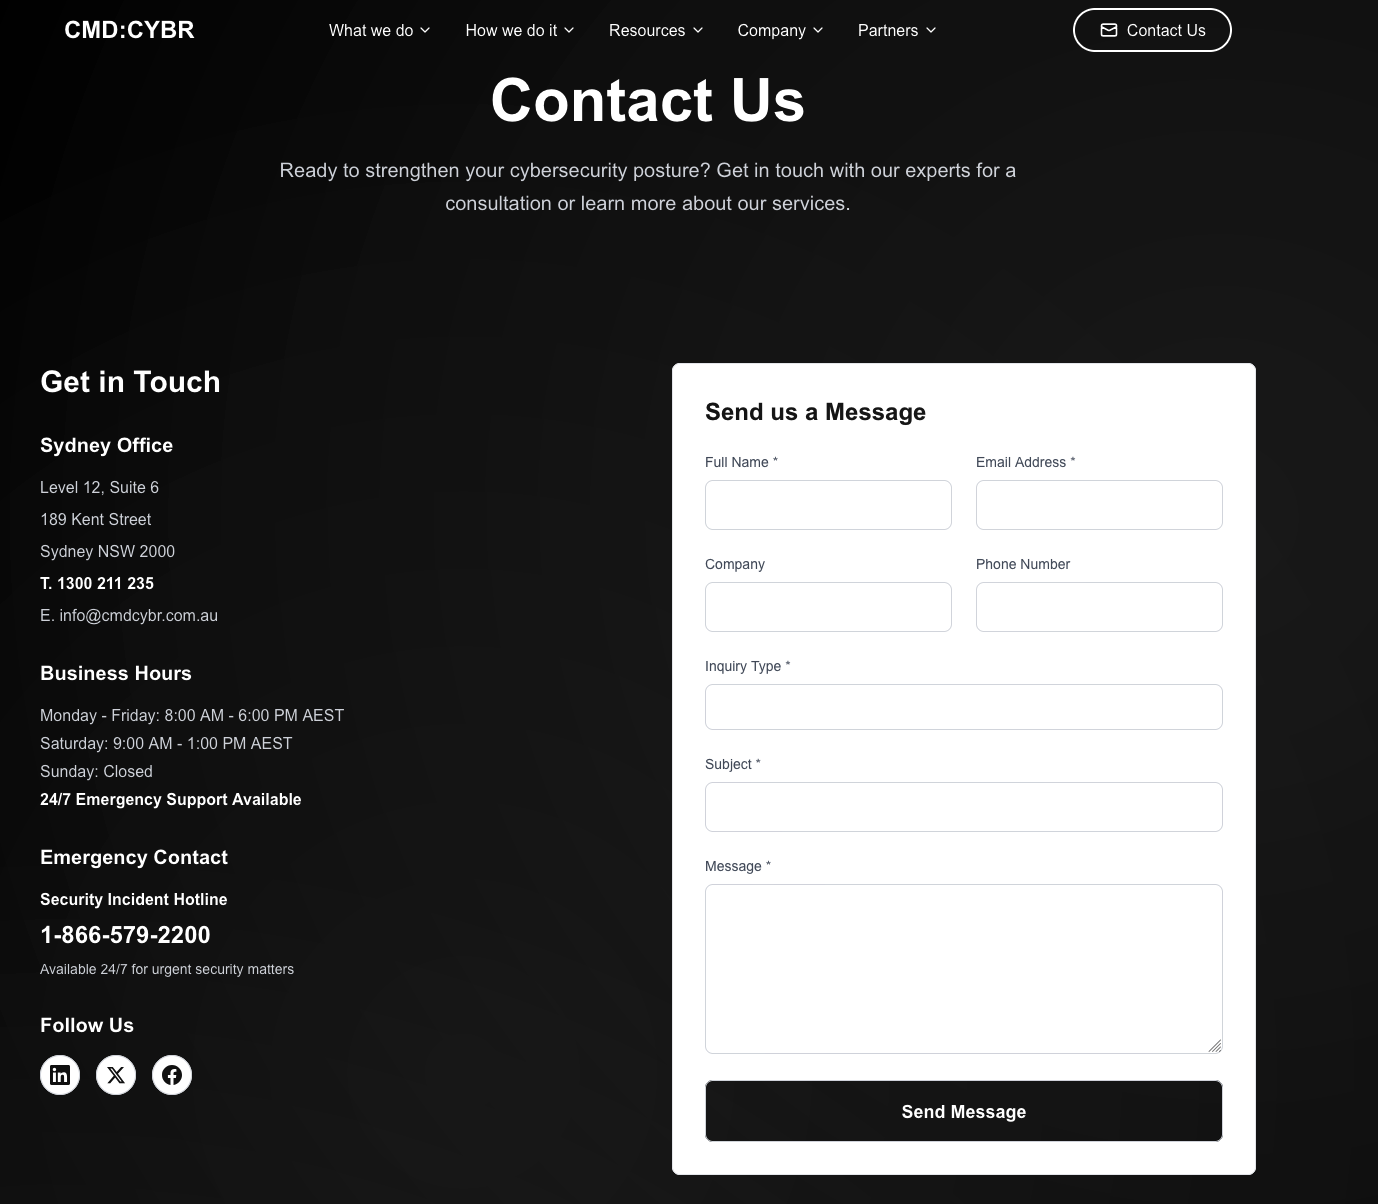 CMD:CYBR
What we do
How we do it
Resources
Company
Partners
Contact Us
Contact Us
Ready to strengthen your cybersecurity posture? Get in touch with our experts for a
consultation or learn more about our services.
Get in Touch
Sydney Office
Level 12, Suite 6
189 Kent Street
Sydney NSW 2000
T. 1300 211 235
E. info@cmdcybr.com.au
Business Hours
Monday - Friday: 8:00 AM - 6:00 PM AEST
Saturday: 9:00 AM - 1:00 PM AEST
Sunday: Closed
24/7 Emergency Support Available
Emergency Contact
Security Incident Hotline
1-866-579-2200
Available 24/7 for urgent security matters
Follow Us
Send us a Message
Full Name *
Email Address *
Company
Phone Number
Inquiry Type *
Subject *
Message *
Send Message